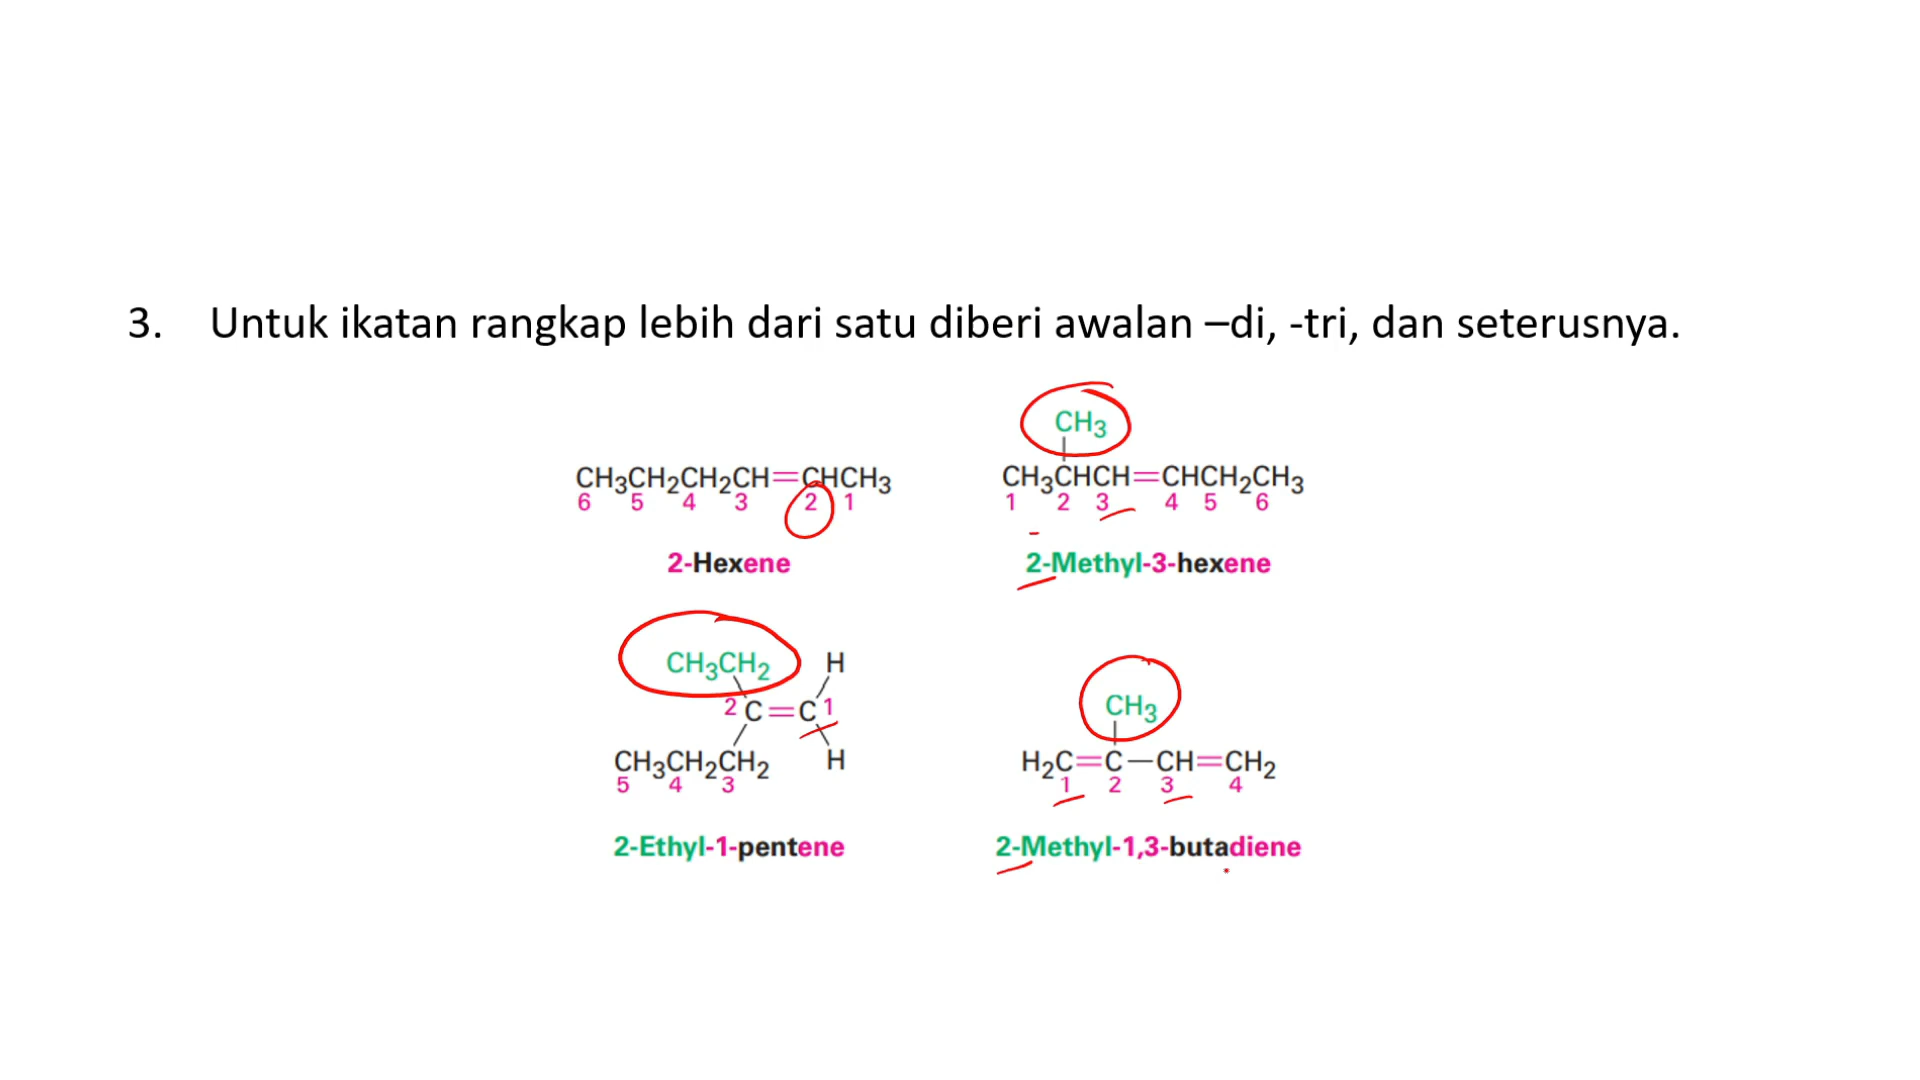 3. Untuk ikatan rangkap lebih dari satu diberi awalan –di, -tri, dan seterusnya.
CH3CH2CH2CH=CHCH3
6 5 4 3 2 1
2-Hexene
CH3
CH3CHCH=CHCH2CH3
1 2 3 4 5 6
2-Methyl-3-hexene
CH3CH2 H
2 C=C 1
CH3CH2CH2 H
5 4 3
2-Ethyl-1-pentene
CH3
H2C=C—CH=CH2
1 2 3 4
2-Methyl-1,3-butadiene